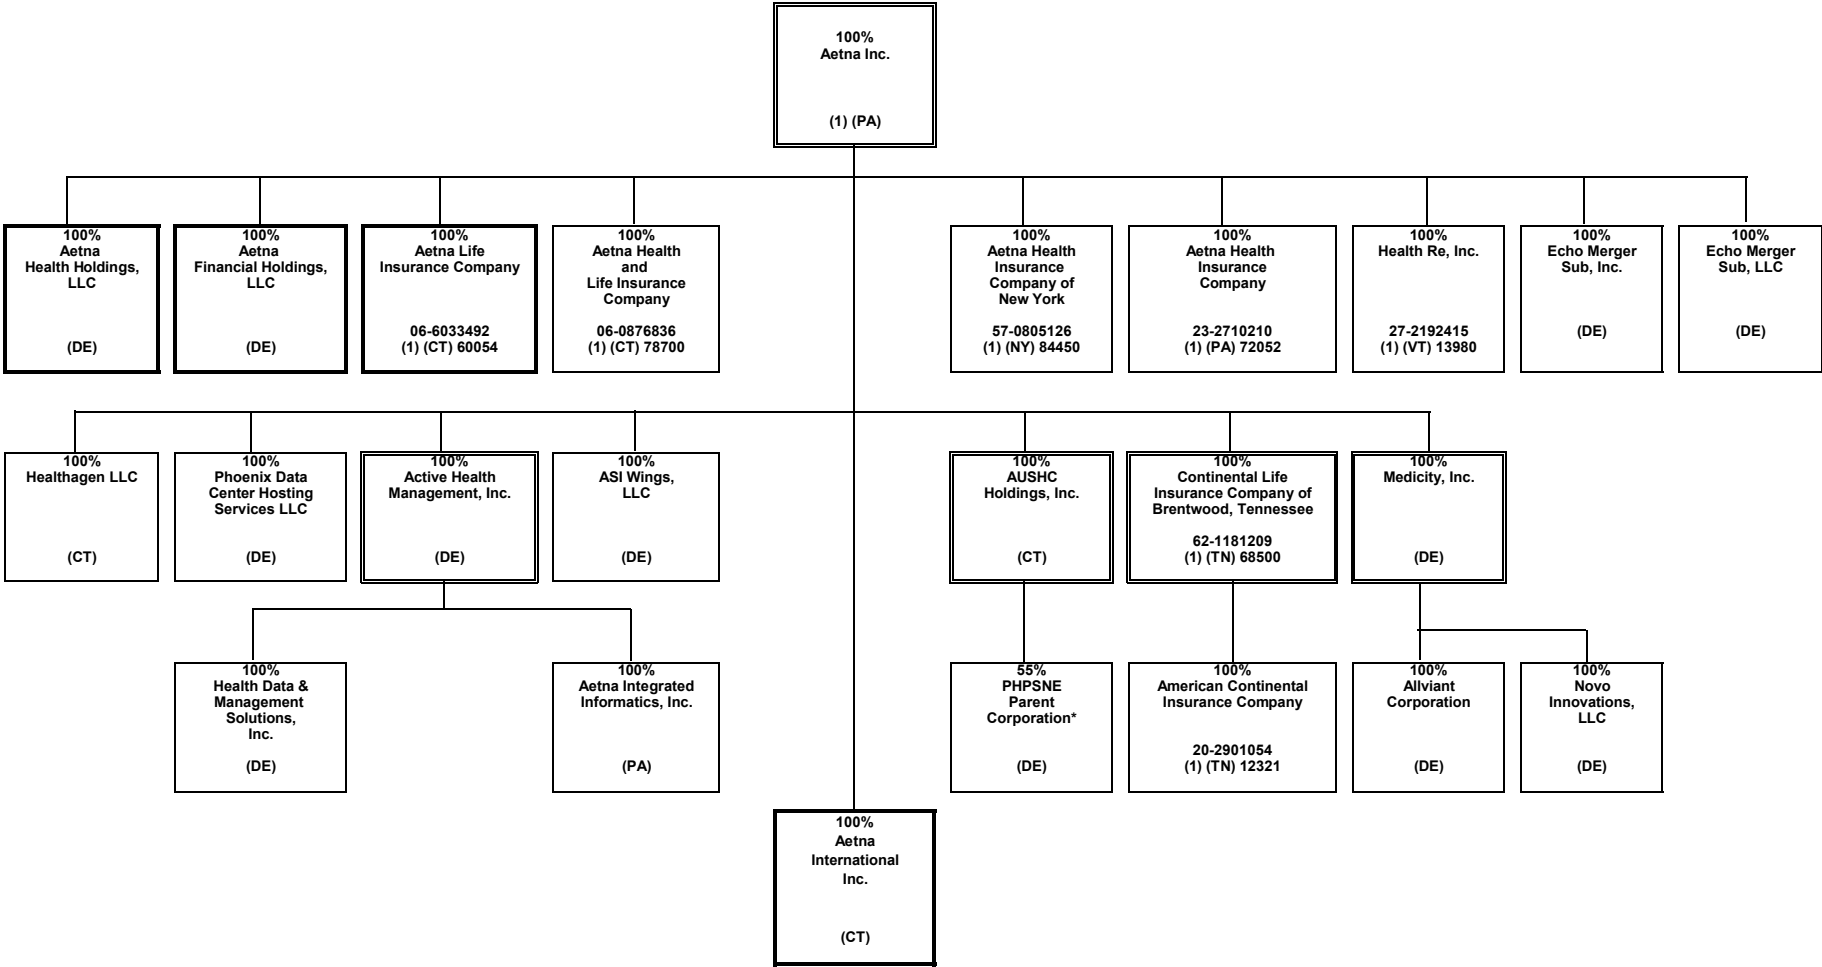 100%
Aetna Inc.
(1) (PA)
100%
Aetna
Health Holdings,
LLC
(DE)
100%
Aetna
Financial Holdings,
LLC
(DE)
100%
Aetna Life
Insurance Company
06-6033492
(1) (CT) 60054
100%
Aetna Health
and
Life Insurance
Company
06-0876836
(1) (CT) 78700
100%
Aetna Health
Insurance
Company of
New York
57-0805126
(1) (NY) 84450
100%
Aetna Health
Insurance
Company
23-2710210
(1) (PA) 72052
100%
Health Re, Inc.
27-2192415
(1) (VT) 13980
100%
Echo Merger
Sub, Inc.
(DE)
100%
Echo Merger
Sub, LLC
(DE)
100%
Healthagen LLC
(CT)
100%
Phoenix Data
Center Hosting
Services LLC
(DE)
100%
Active Health
Management, Inc.
(DE)
100%
ASI Wings,
LLC
(DE)
100%
AUSHC
Holdings, Inc.
(CT)
100%
Continental Life
Insurance Company of
Brentwood, Tennessee
62-1181209
(1) (TN) 68500
100%
Medicity, Inc.
(DE)
100%
Health Data &
Management
Solutions,
Inc.
(DE)
100%
Aetna Integrated
Informatics, Inc.
(PA)
55%
PHPSNE
Parent
Corporation*
(DE)
100%
American Continental
Insurance Company
20-2901054
(1) (TN) 12321
100%
Allviant
Corporation
(DE)
100%
Novo
Innovations,
LLC
(DE)
100%
Aetna
International
Inc.
(CT)